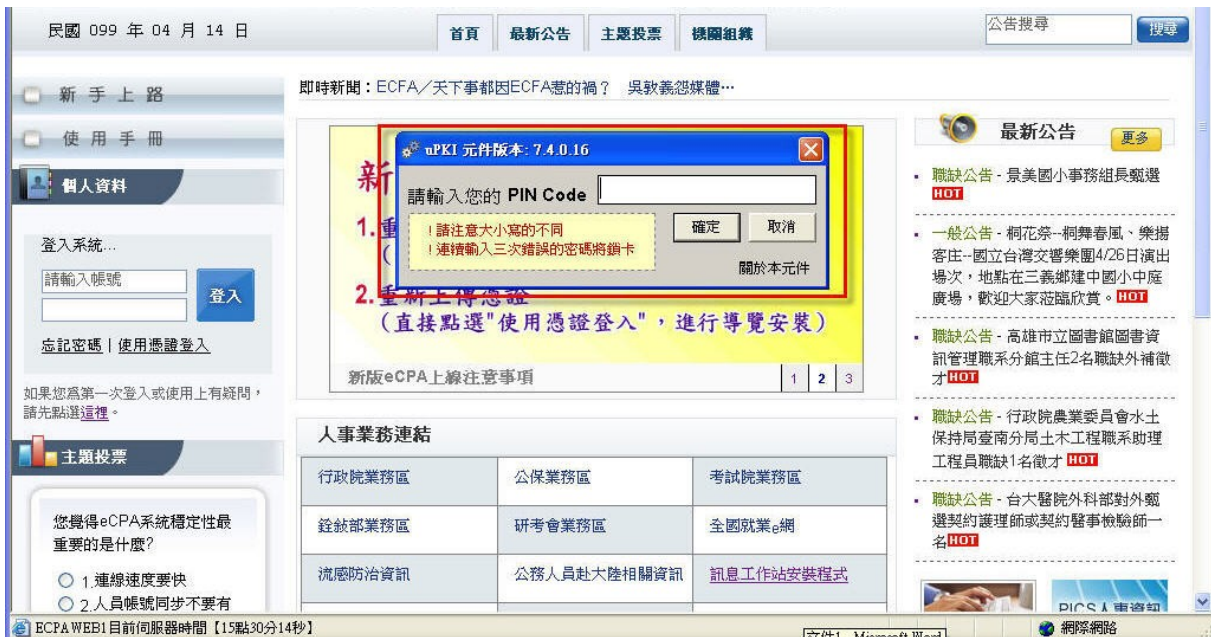 民國 099 年 04 月 14 日
首頁
最新公告
主題投票
機關組織
公告搜尋
搜尋
新 手 上 路
使 用 手 冊
個人資料
登入系統...
請輸入帳號
登入
忘記密碼 | 使用憑證登入
如果您為第一次登入或使用上有疑問，
請先點選這裡。
主題投票
您覺得eCPA系統穩定性最
重要的是什麼?
1.連線速度要快
2.人員帳號同步不要有
即時新聞：ECFA／天下事都因ECFA惹的禍？ 吳敦義怨媒體…
新
1.重
(
2.重新上傳憑證
(直接點選"使用憑證登入"，進行導覽安裝)
新版eCPA上線注意事項
1 2 3
uPKI 元件版本: 7.4.0.16
請輸入您的 PIN Code
！請注意大小寫的不同
！連續輸入三次錯誤的密碼將鎖卡
確定
取消
關於本元件
人事業務連結
行政院業務區
公保業務區
考試院業務區
銓敍部業務區
研考會業務區
全國就業e網
流感防治資訊
公務人員赴大陸相關資訊
訊息工作站安裝程式
最新公告
更多
職缺公告 - 景美國小事務組長甄選
HOT
一般公告 - 桐花祭--桐舞春風、樂揚
客庄--國立台灣交響樂團4/26日演出
場次，地點在三義鄉建中國小中庭
廣場，歡迎大家蒞臨欣賞。HOT
職缺公告 - 高雄市立圖書館圖書資
訊管理職系分館主任2名職缺外補徵
才HOT
職缺公告 - 行政院農業委員會水土
保持局臺南分局土木工程職系助理
工程員職缺1名徵才 HOT
職缺公告 - 台大醫院外科部對外甄
選契約護理師或契約醫事檢驗師一
名HOT
PICS人事資訊
ECPA WEB1目前伺服器時間【15點30分14秒】
文件1 - Microsoft Word
網際網路